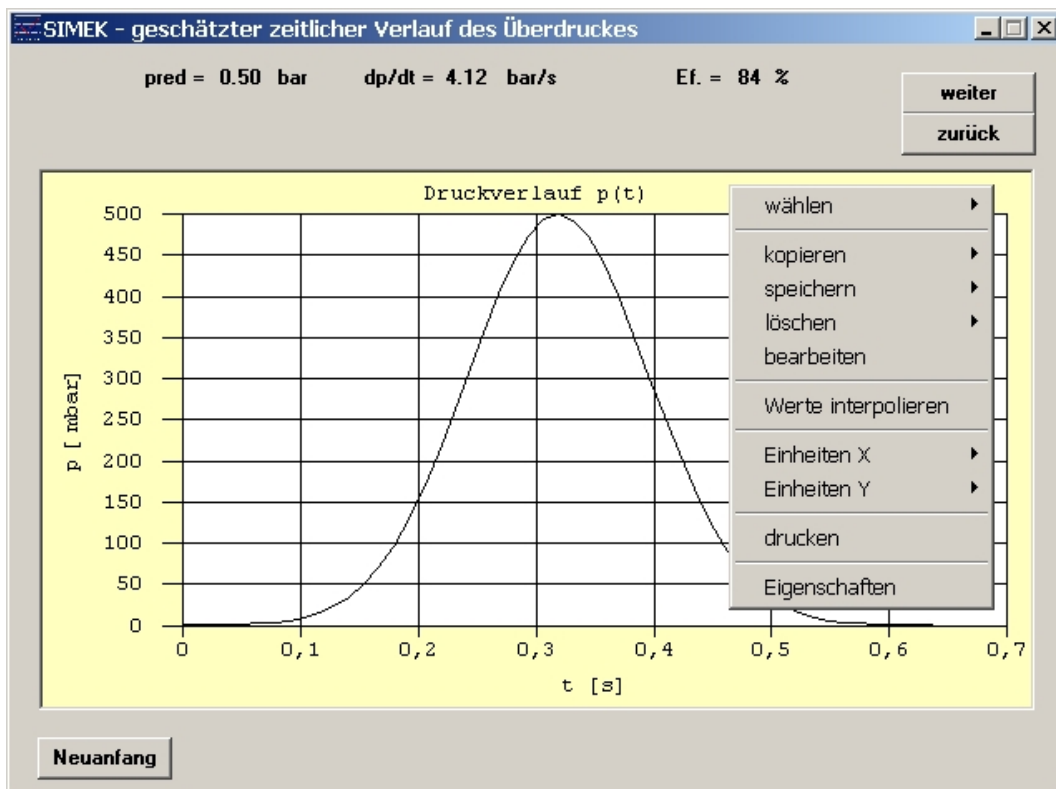 SIMEK - geschätzter zeitlicher Verlauf des Überdruckes
pred = 0.50 bar dp/dt = 4.12 bar/s Ef. = 84 %
weiter
zurück
Druckverlauf p(t)
500
450
400
350
300
250
200
150
100
50
0
p [mbar]
0 0,1 0,2 0,3 0,4 0,5 0,6 0,7
t [s]
wählen
kopieren
speichern
löschen
bearbeiten
Werte interpolieren
Einheiten X
Einheiten Y
drucken
Eigenschaften
Neuanfang